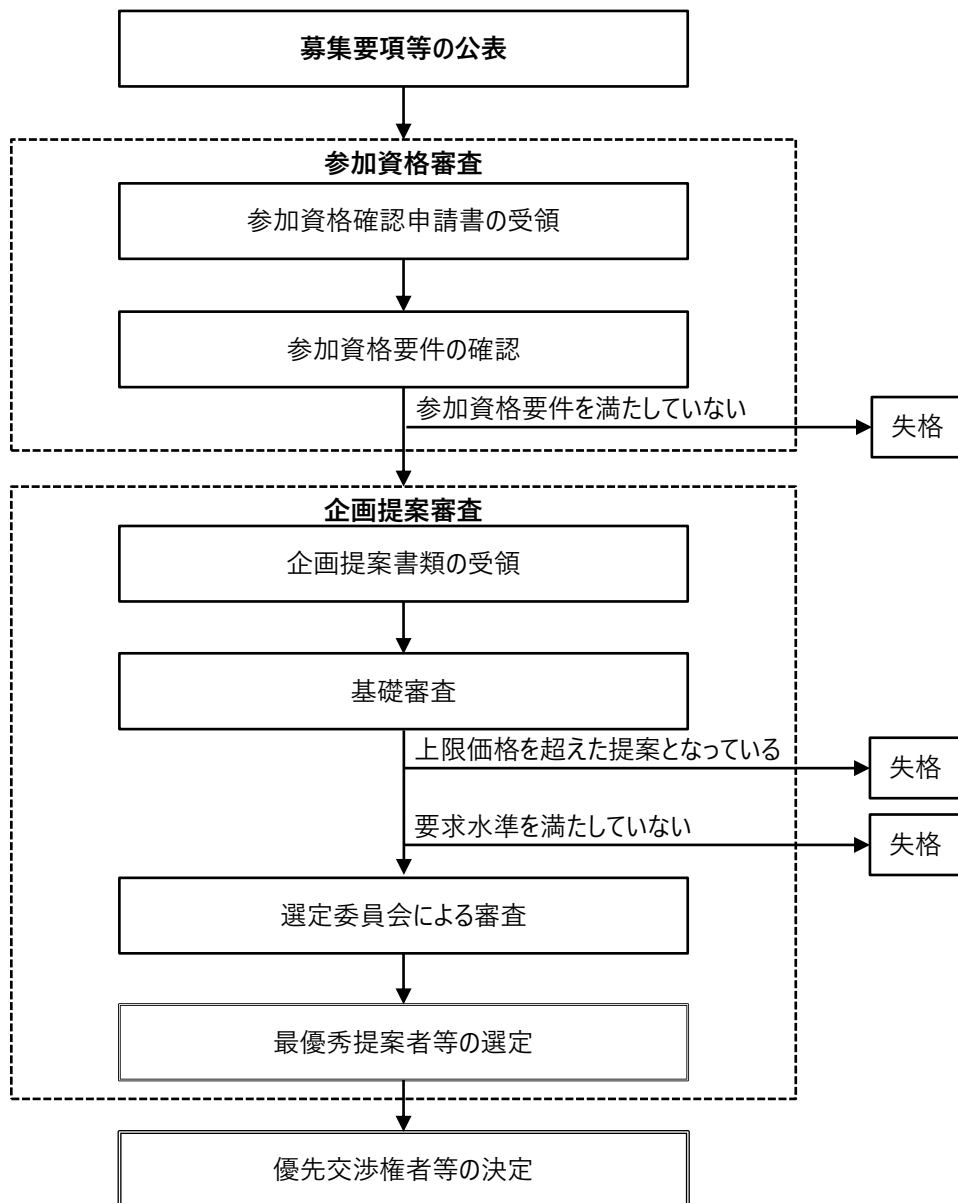 募集要項等の公表
参加資格審査
参加資格確認申請書の受領
参加資格要件の確認
参加資格要件を満たしていない
失格
企画提案審査
企画提案書類の受領
基礎審査
上限価格を超えた提案となっている
失格
要求水準を満たしていない
失格
選定委員会による審査
最優秀提案者等の選定
優先交渉権者等の決定